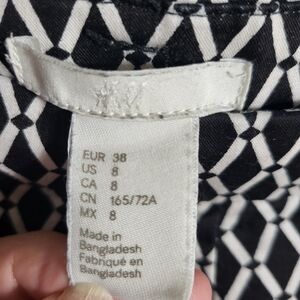 H&M
EUR 38
US 8
CA 8
CN 165/72A
MX 8
Made in
Bangladesh
Fabriqué en
Bangladesh